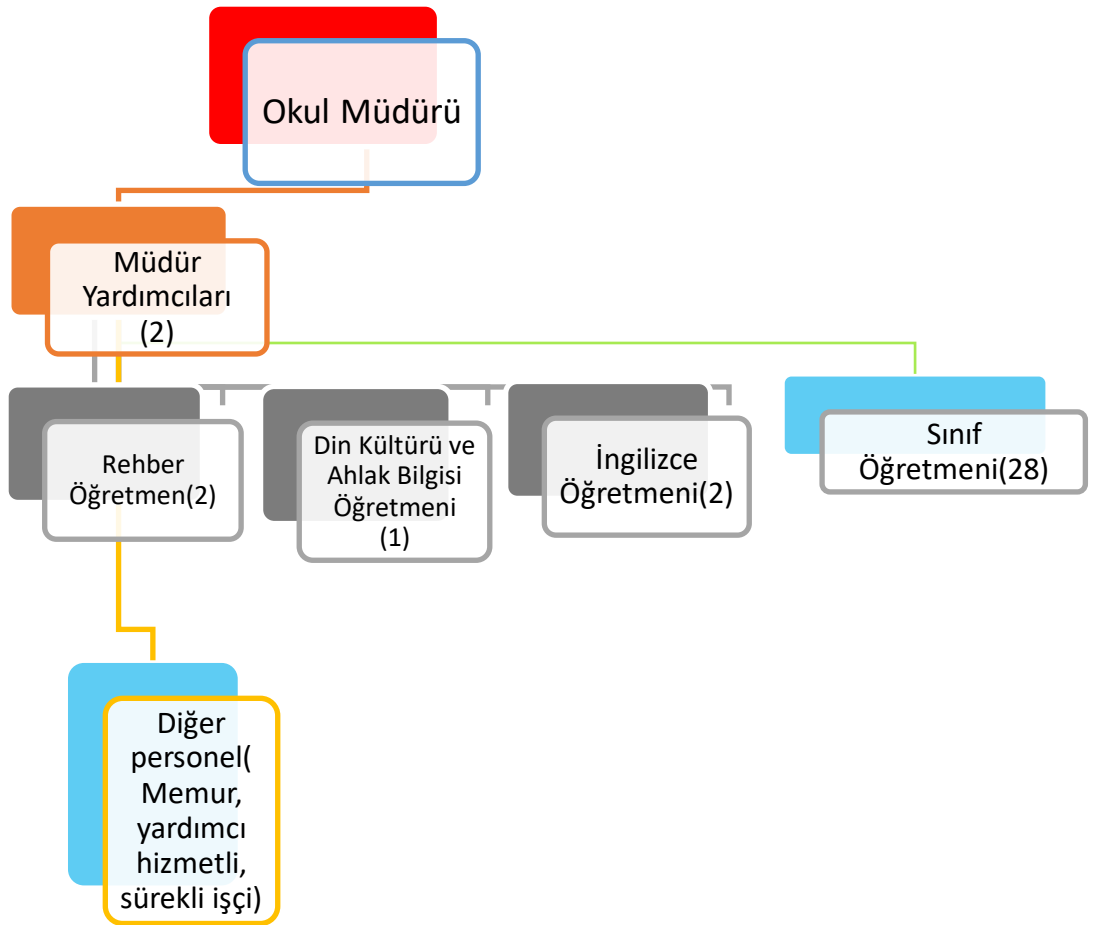 Okul Müdürü
Müdür
Yardımcıları
(2)
Rehber
Öğretmen(2)
Din Kültürü ve
Ahlak Bilgisi
Öğretmeni
(1)
İngilizce
Öğretmeni(2)
Sınıf
Öğretmeni(28)
Diğer
personel(
Memur,
yardımcı
hizmetli,
sürekli işçi)